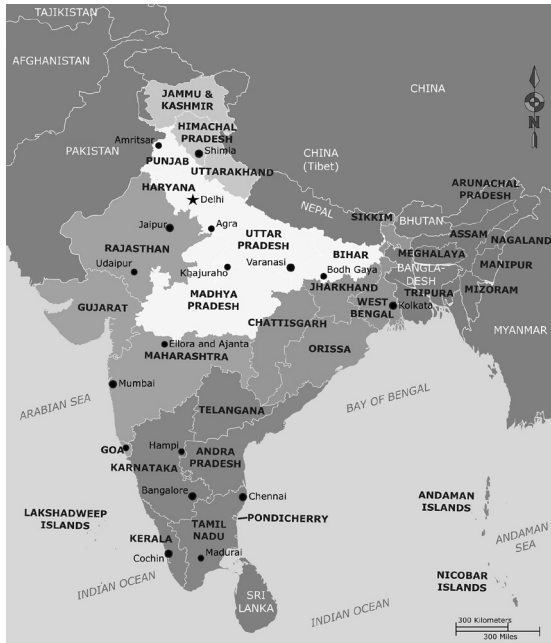 TAJIKISTAN
AFGHANISTAN
CHINA
JAMMU &
KASHMIR
HIMACHAL
PRADESH
Amritsar
Shimla
PAKISTAN
PUNJAB
CHINA
(Tibet)
UTTARAKHAND
HARYANA
Delhi
ARUNACHAL
PRADESH
NEPAL
SIKKIM
BHUTAN
Jaipur
Agra
ASSAM
NAGALAND
UTTAR
PRADESH
RAJASTHAN
BIHAR
MEGHALAYA
Udaipur
Kbajuraho
Varanasi
Bodh Gaya
BANGLA-
DESH
MANIPUR
JHARKHAND
TRIPURA
MIZORAM
GUJARAT
MADHYA
PRADESH
WEST
BENGAL
Kolkata
CHATTISGARH
MYANMAR
Ellora and Ajanta
ORISSA
MAHARASHTRA
Mumbai
BAY OF BENGAL
ARABIAN SEA
TELANGANA
GOA
Hampi
ANDRA
PRADESH
KARNATAKA
Bangalore
Chennai
ANDAMAN
ISLANDS
LAKSHADWEEP
ISLANDS
PONDICHERRY
TAMIL
NADU
KERALA
ANDAMAN
SEA
Cochin
Madurai
INDIAN OCEAN
NICOBAR
ISLANDS
SRI
LANKA
INDIAN OCEAN
300 Kilometers
300 Miles